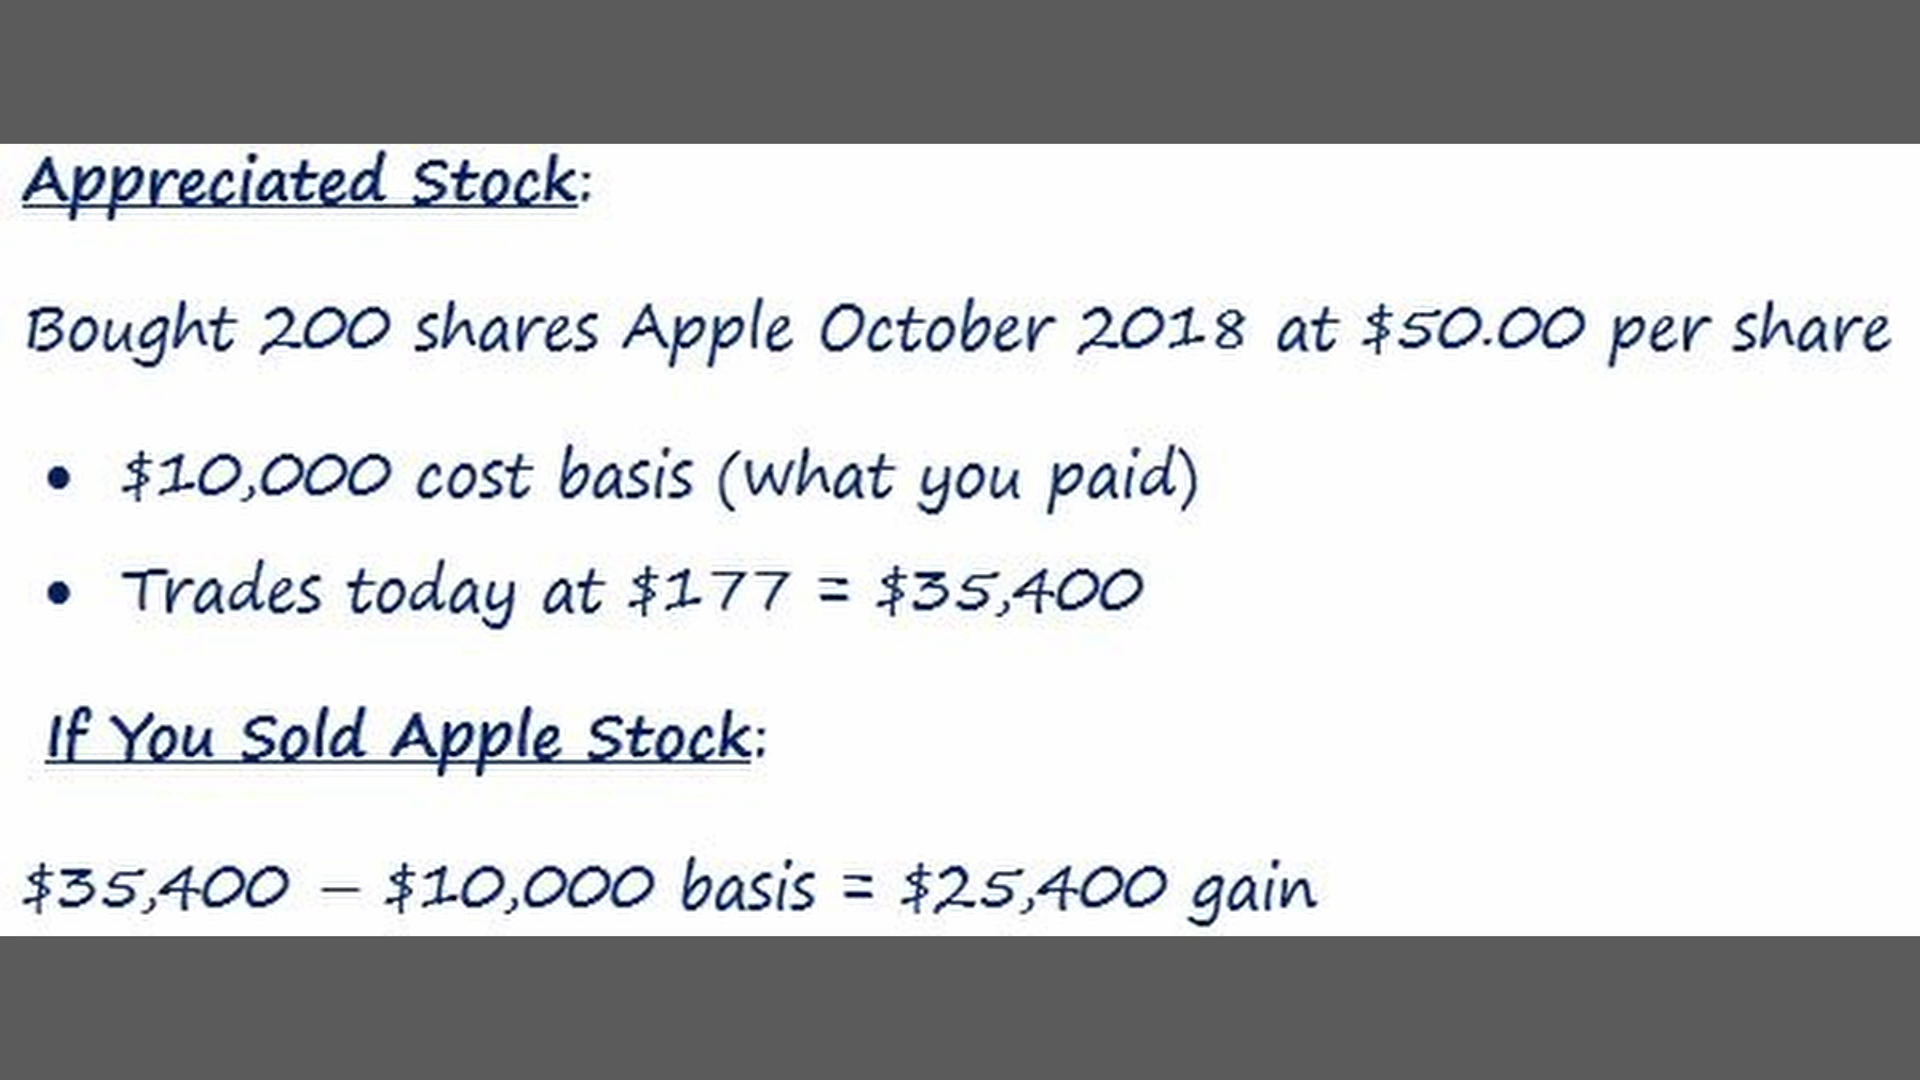 Appreciated Stock:
Bought 200 shares Apple October 2018 at $50.00 per share
• $10,000 cost basis (what you paid)
• Trades today at $177 = $35,400
If You Sold Apple Stock:
$35,400 – $10,000 basis = $25,400 gain